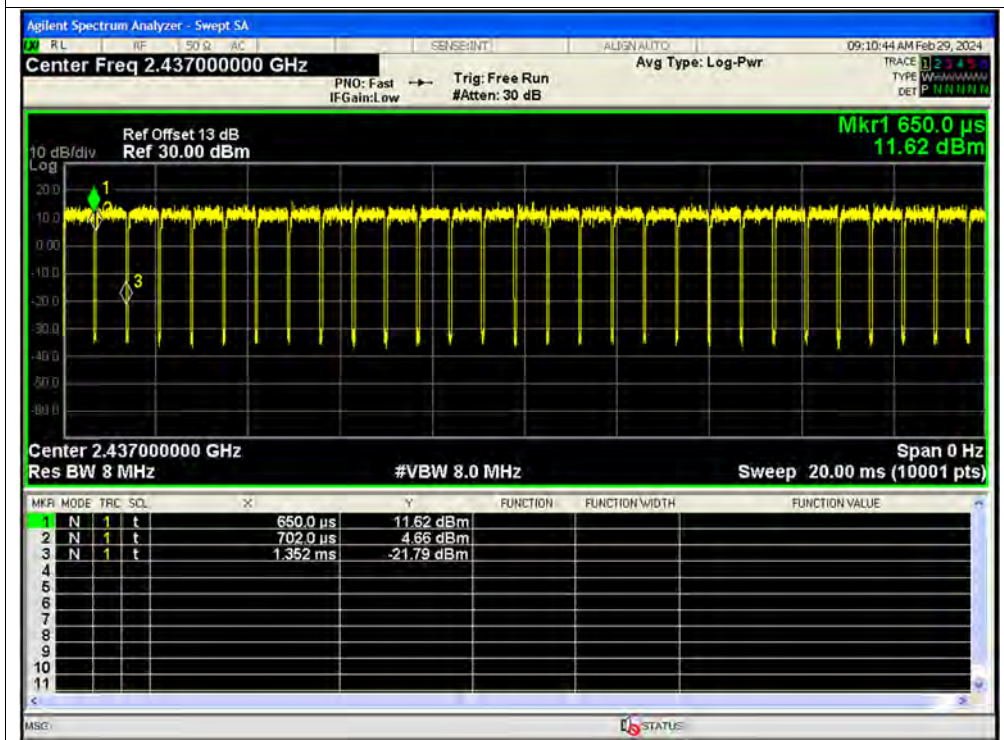 Agilent Spectrum Analyzer - Swept SA
RL RF 50 Ω AC SENSE:INT ALIGN AUTO 09:10:44 AM Feb 29, 2024
Center Freq 2.437000000 GHz
PNO: Fast
IFGain:Low
Trig: Free Run
#Atten: 30 dB
Avg Type: Log-Pwr
TRACE 1 2 3 4 5 6
TYPE W
DET P N N N N N
Mkr1 650.0 µs
11.62 dBm
Ref Offset 13 dB
10 dB/div Ref 30.00 dBm
Log
20.0
10.0
0.00
-10.0
-20.0
-30.0
-40.0
-50.0
-60.0
1
2
3
Center 2.437000000 GHz Span 0 Hz
Res BW 8 MHz #VBW 8.0 MHz Sweep 20.00 ms (10001 pts)
MKR MODE TRC SCL X Y FUNCTION FUNCTION WIDTH FUNCTION VALUE
1 N 1 t 650.0 µs 11.62 dBm
2 N 1 t 702.0 µs 4.66 dBm
3 N 1 t 1.352 ms -21.79 dBm
4
5
6
7
8
9
10
11
MSG STATUS